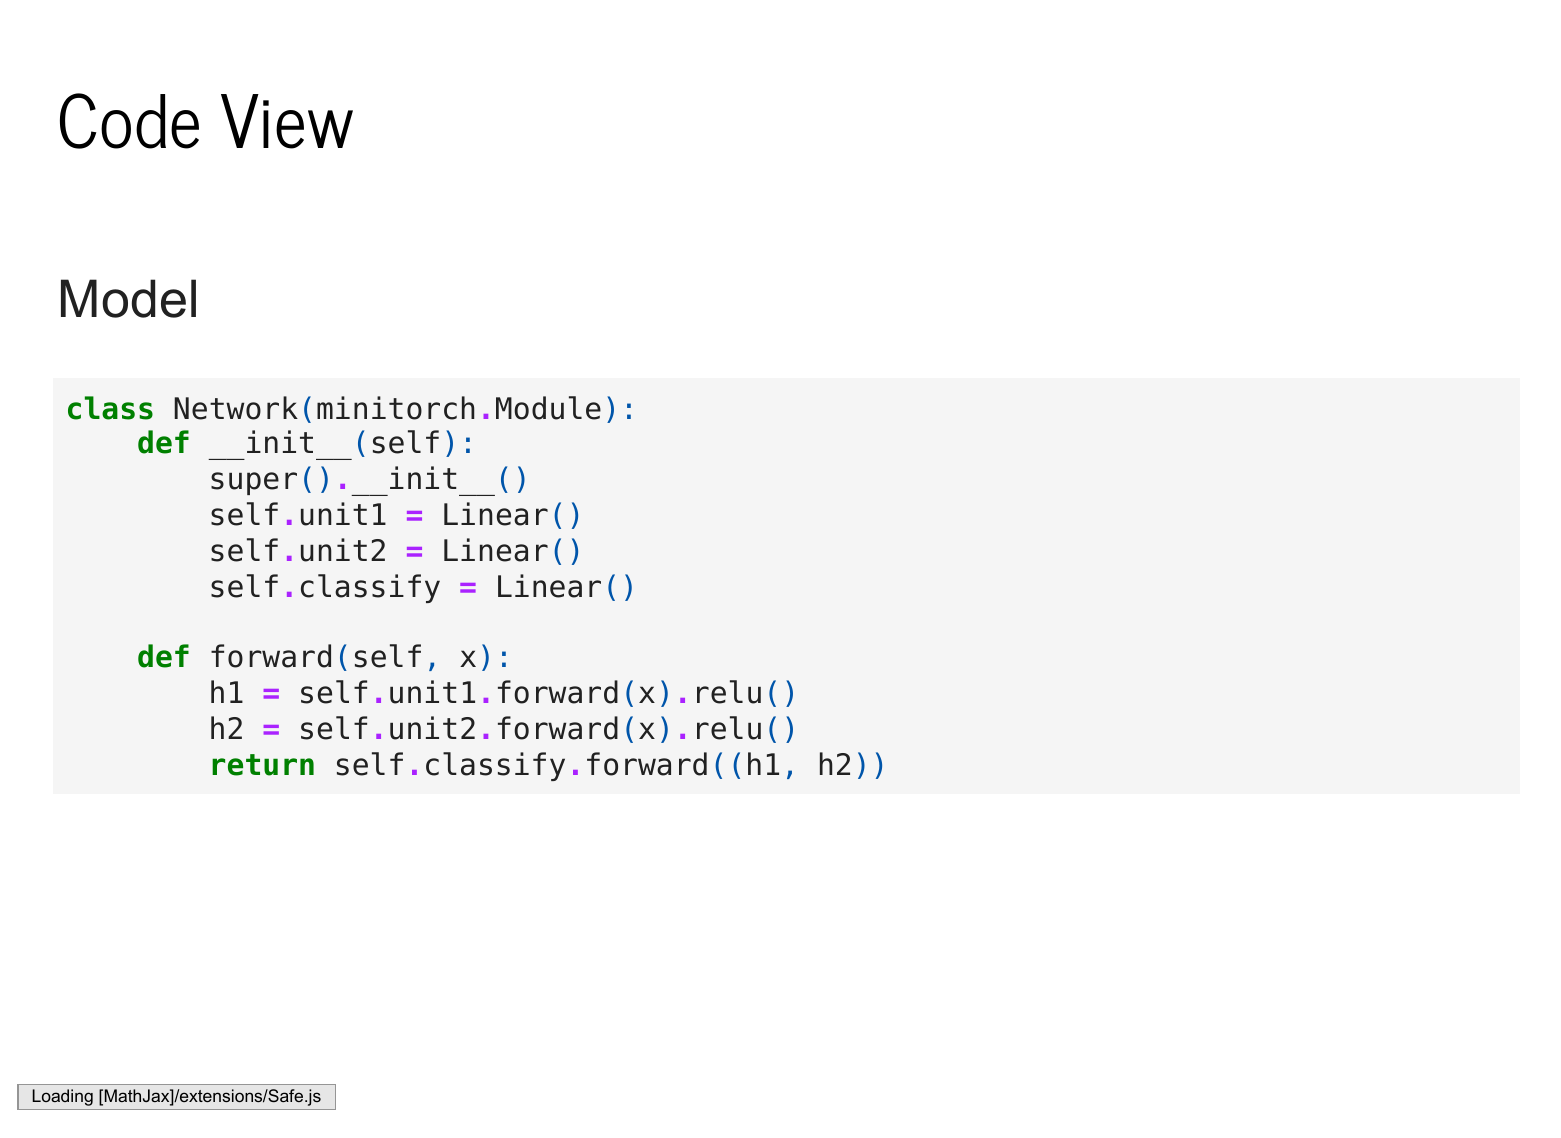 Code View
Model
class Network(minitorch.Module):
    def __init__(self):
        super().__init__()
        self.unit1 = Linear()
        self.unit2 = Linear()
        self.classify = Linear()

    def forward(self, x):
        h1 = self.unit1.forward(x).relu()
        h2 = self.unit2.forward(x).relu()
        return self.classify.forward((h1, h2))
Loading [MathJax]/extensions/Safe.js